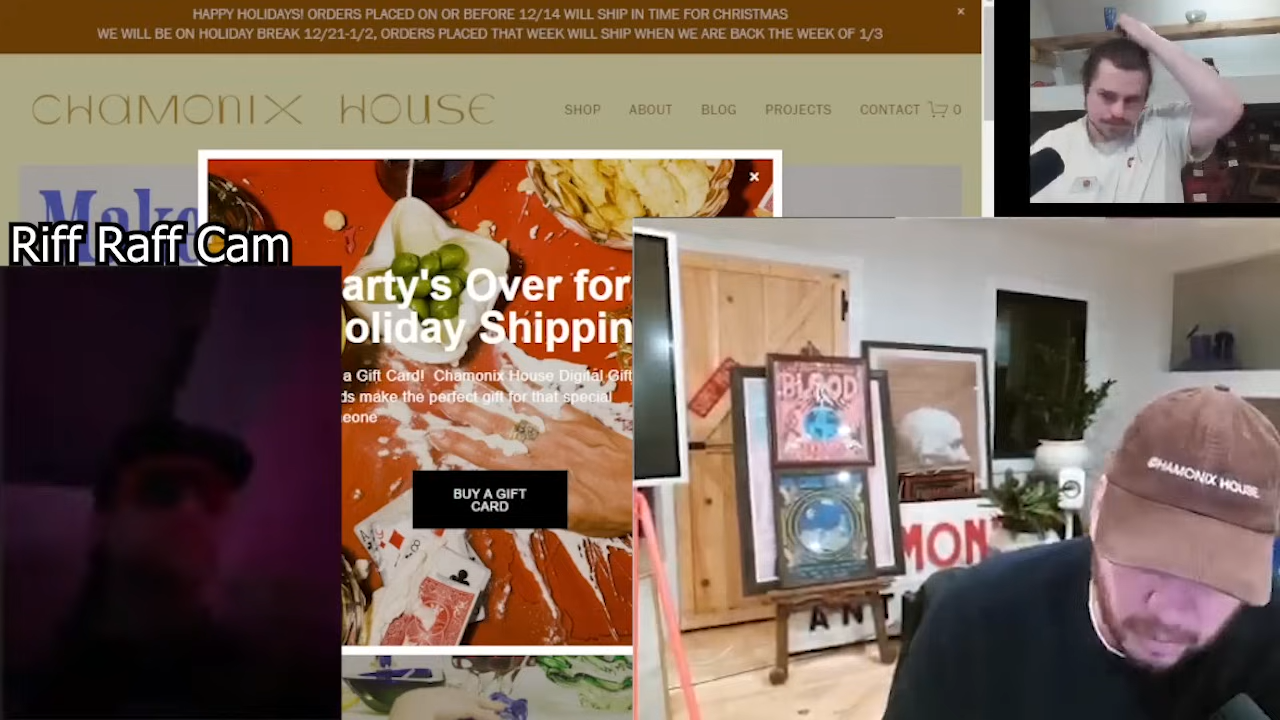 HAPPY HOLIDAYS! ORDERS PLACED ON OR BEFORE 12/14 WILL SHIP IN TIME FOR CHRISTMAS
WE WILL BE ON HOLIDAY BREAK 12/21-1/2, ORDERS PLACED THAT WEEK WILL SHIP WHEN WE ARE BACK THE WEEK OF 1/3
CHAMONIX HOUSE
SHOP ABOUT BLOG PROJECTS CONTACT 0
Make
Riff Raff Cam
arty's Over for
oliday Shippin
a Gift Card! Chamonix House Digital Gift
ds make the perfect gift for that special
eone
BUY A GIFT
CARD
8
BLOOD
MON
ANT
CHAMONIX HOUSE.